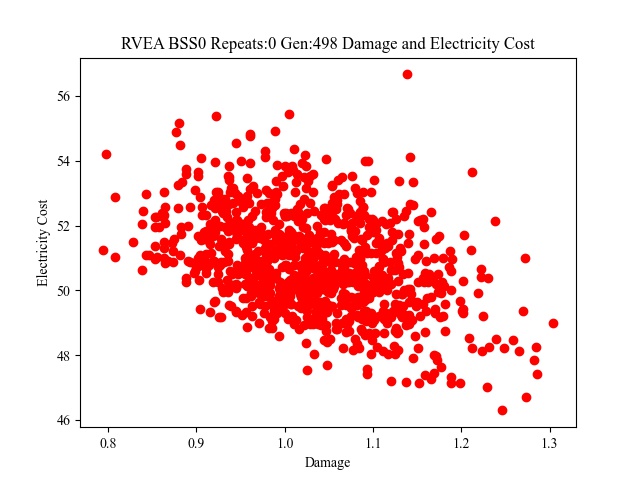 RVEA BSS0 Repeats:0 Gen:498 Damage and Electricity Cost
56
54
52
50
48
46
Electricity Cost
0.8 0.9 1.0 1.1 1.2 1.3
Damage